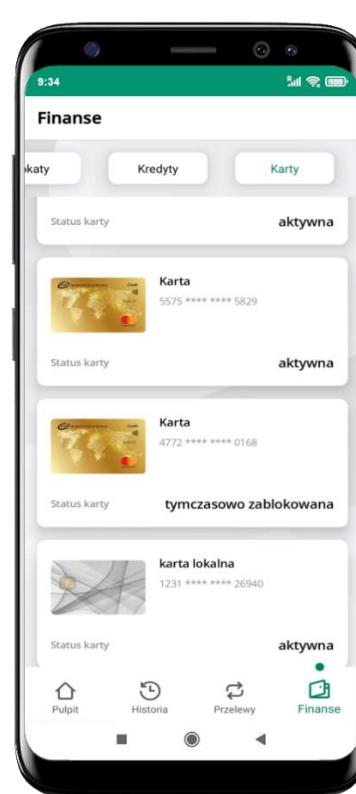 9:34
Finanse
okaty Kredyty Karty
Status karty aktywna
Karta
5575 **** **** 5829
Status karty aktywna
Karta
4772 **** **** 0168
Status karty tymczasowo zablokowana
karta lokalna
1231 **** **** 26940
Status karty aktywna
Pulpit Historia Przelewy Finanse